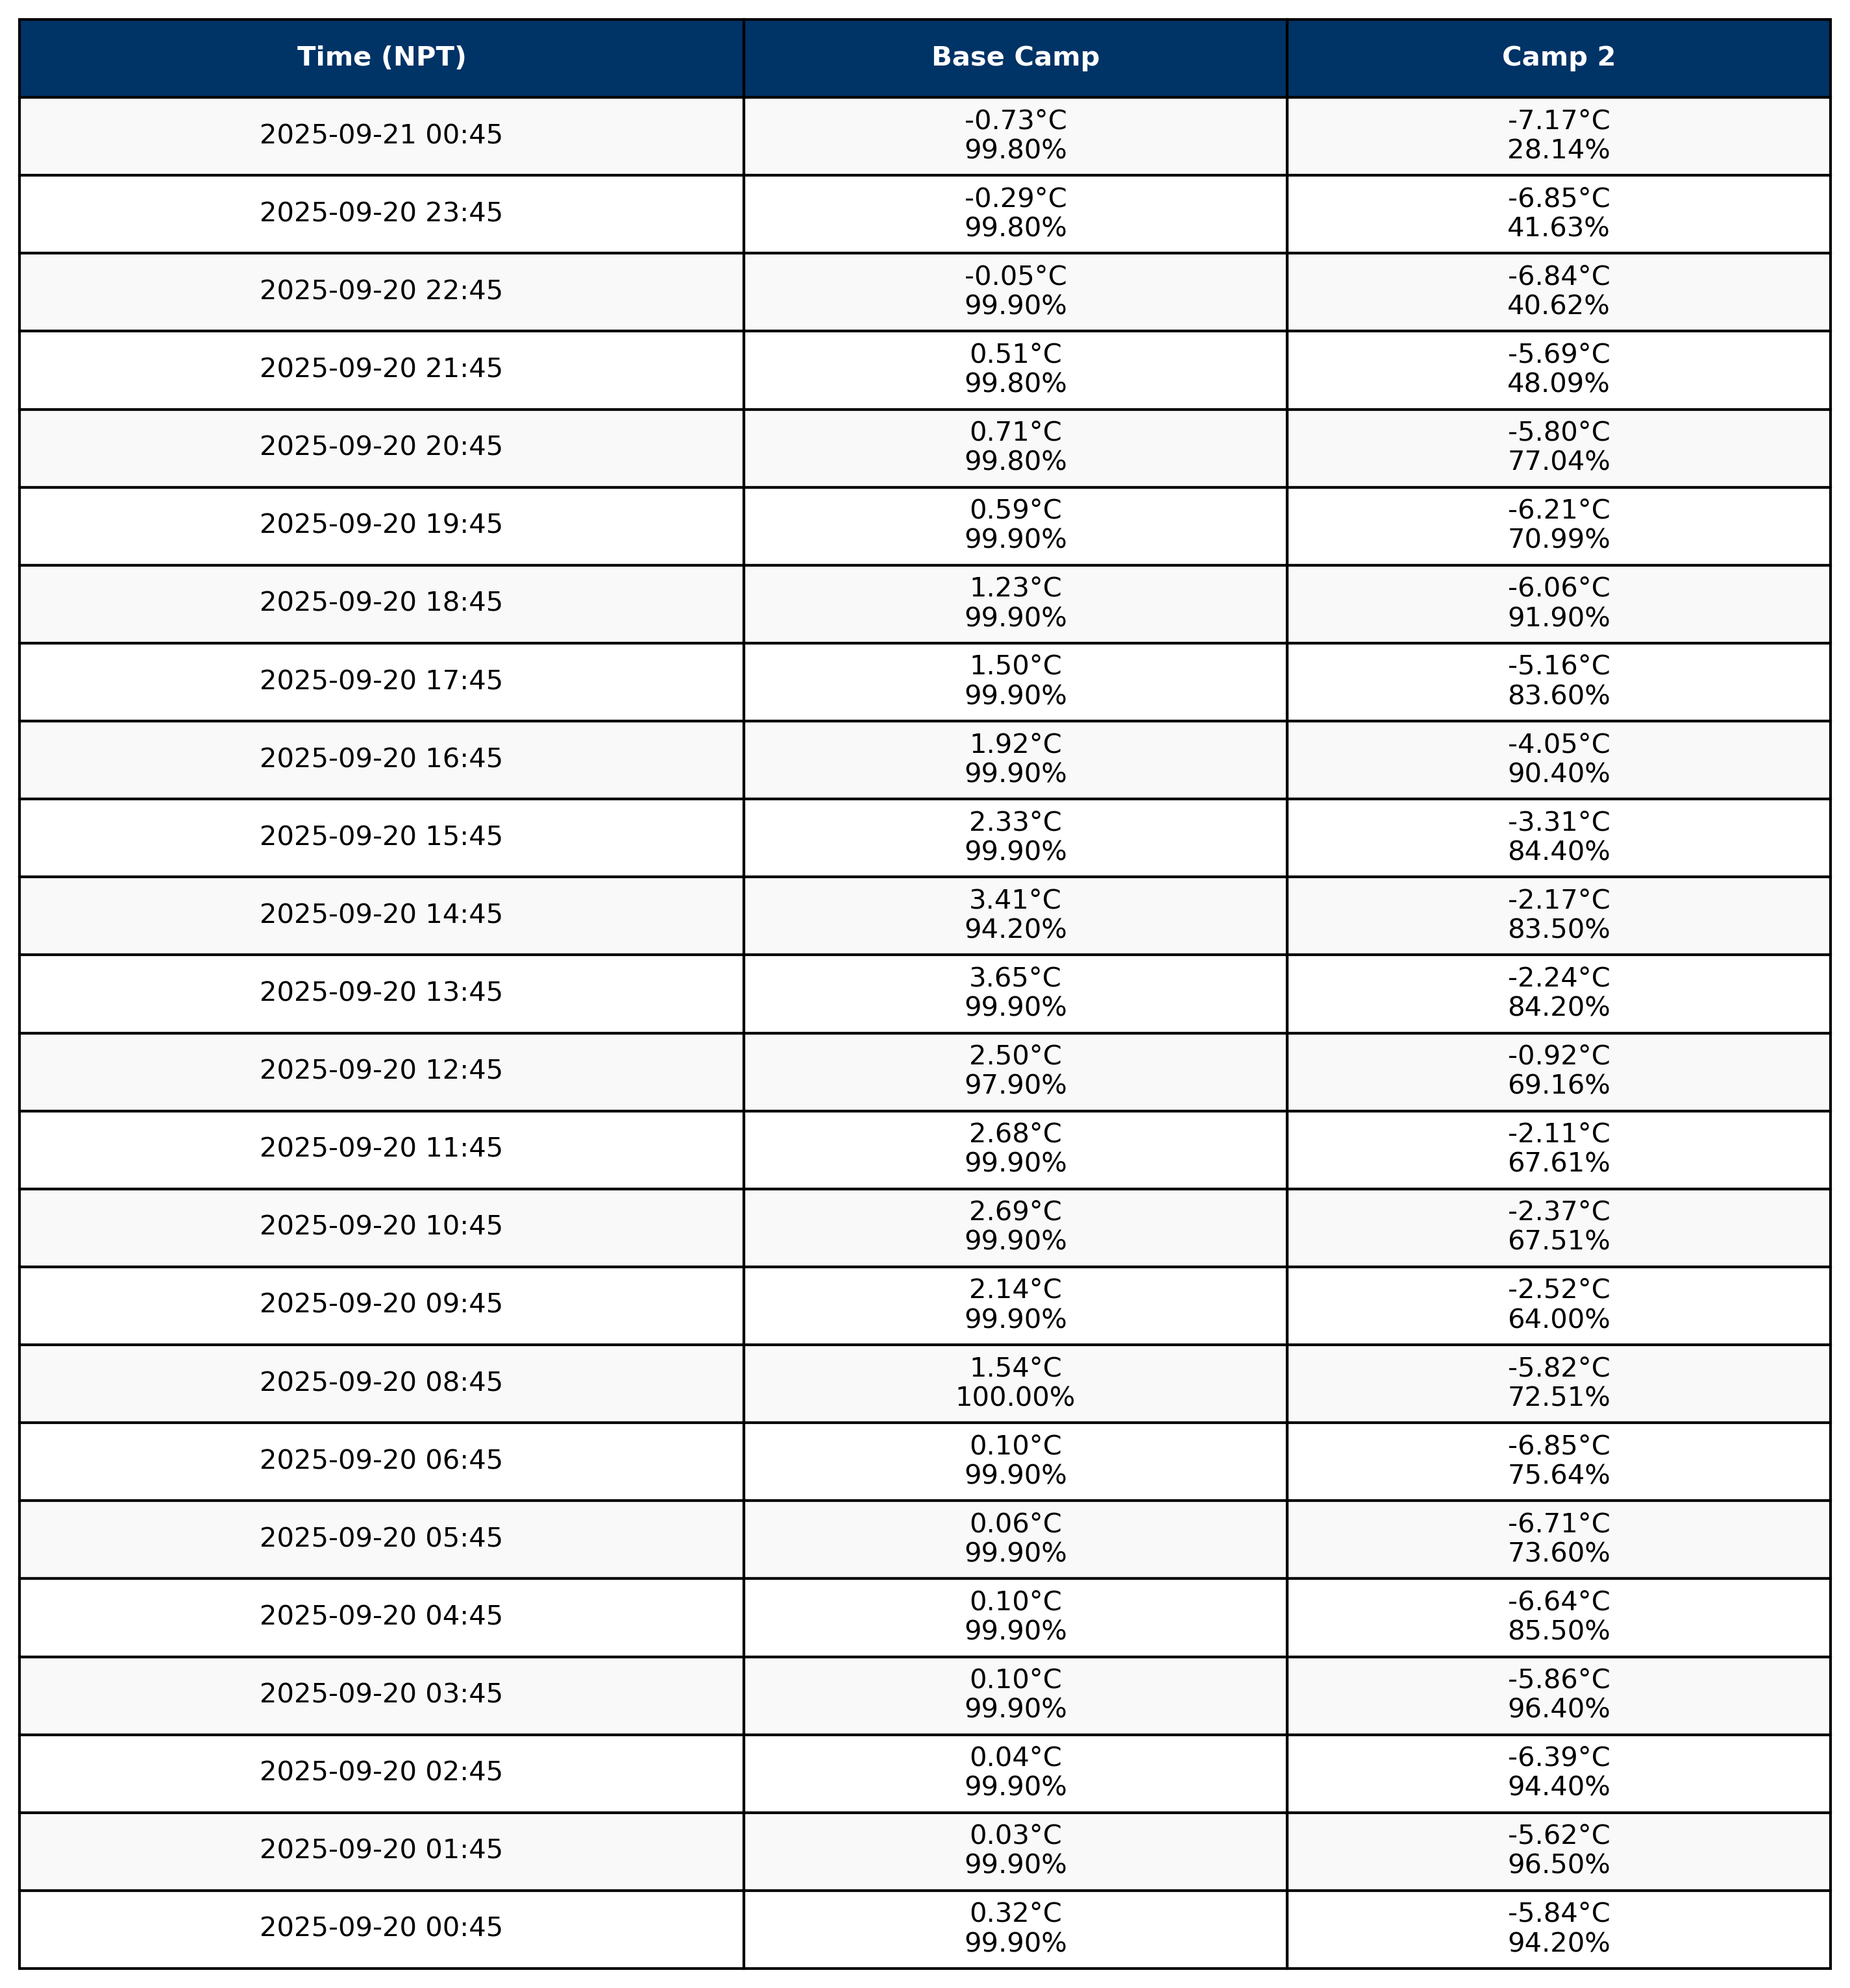 Time (NPT) Base Camp Camp 2
2025-09-21 00:45 -0.73°C -7.17°C
99.80% 28.14%
2025-09-20 23:45 -0.29°C -6.85°C
99.80% 41.63%
2025-09-20 22:45 -0.05°C -6.84°C
99.90% 40.62%
2025-09-20 21:45 0.51°C -5.69°C
99.80% 48.09%
2025-09-20 20:45 0.71°C -5.80°C
99.80% 77.04%
2025-09-20 19:45 0.59°C -6.21°C
99.90% 70.99%
2025-09-20 18:45 1.23°C -6.06°C
99.90% 91.90%
2025-09-20 17:45 1.50°C -5.16°C
99.90% 83.60%
2025-09-20 16:45 1.92°C -4.05°C
99.90% 90.40%
2025-09-20 15:45 2.33°C -3.31°C
99.90% 84.40%
2025-09-20 14:45 3.41°C -2.17°C
94.20% 83.50%
2025-09-20 13:45 3.65°C -2.24°C
99.90% 84.20%
2025-09-20 12:45 2.50°C -0.92°C
97.90% 69.16%
2025-09-20 11:45 2.68°C -2.11°C
99.90% 67.61%
2025-09-20 10:45 2.69°C -2.37°C
99.90% 67.51%
2025-09-20 09:45 2.14°C -2.52°C
99.90% 64.00%
2025-09-20 08:45 1.54°C -5.82°C
100.00% 72.51%
2025-09-20 06:45 0.10°C -6.85°C
99.90% 75.64%
2025-09-20 05:45 0.06°C -6.71°C
99.90% 73.60%
2025-09-20 04:45 0.10°C -6.64°C
99.90% 85.50%
2025-09-20 03:45 0.10°C -5.86°C
99.90% 96.40%
2025-09-20 02:45 0.04°C -6.39°C
99.90% 94.40%
2025-09-20 01:45 0.03°C -5.62°C
99.90% 96.50%
2025-09-20 00:45 0.32°C -5.84°C
99.90% 94.20%